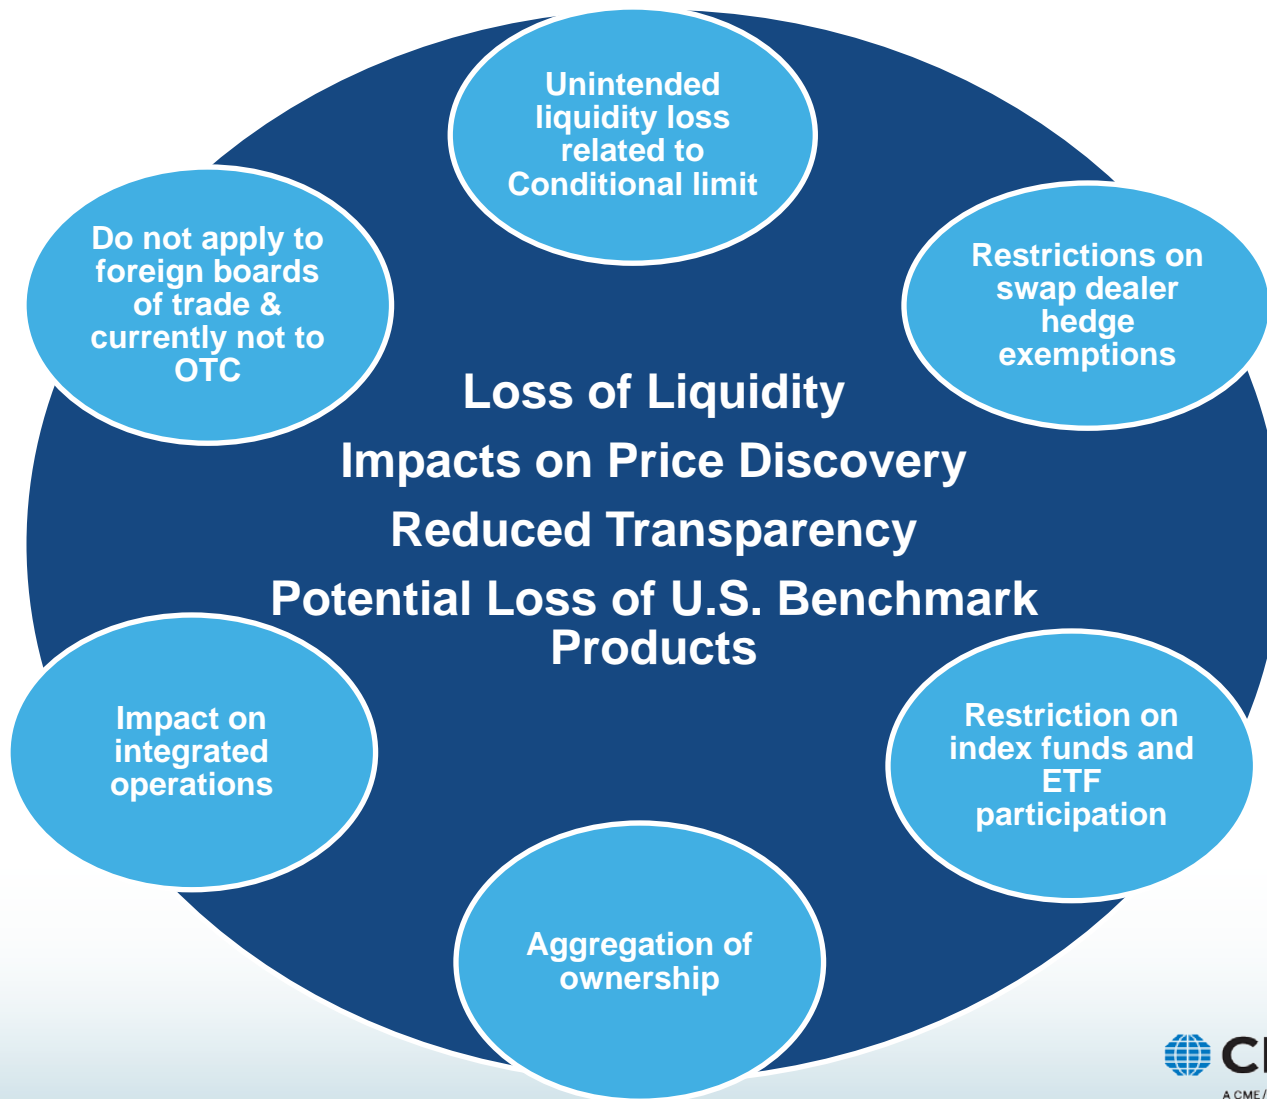 Unintended
liquidity loss
related to
Conditional limit
Do not apply to
foreign boards
of trade &
currently not to
OTC
Restrictions on
swap dealer
hedge
exemptions
Loss of Liquidity
Impacts on Price Discovery
Reduced Transparency
Potential Loss of U.S. Benchmark
Products
Impact on
integrated
operations
Restriction on
index funds and
ETF
participation
Aggregation of
ownership
A CME/